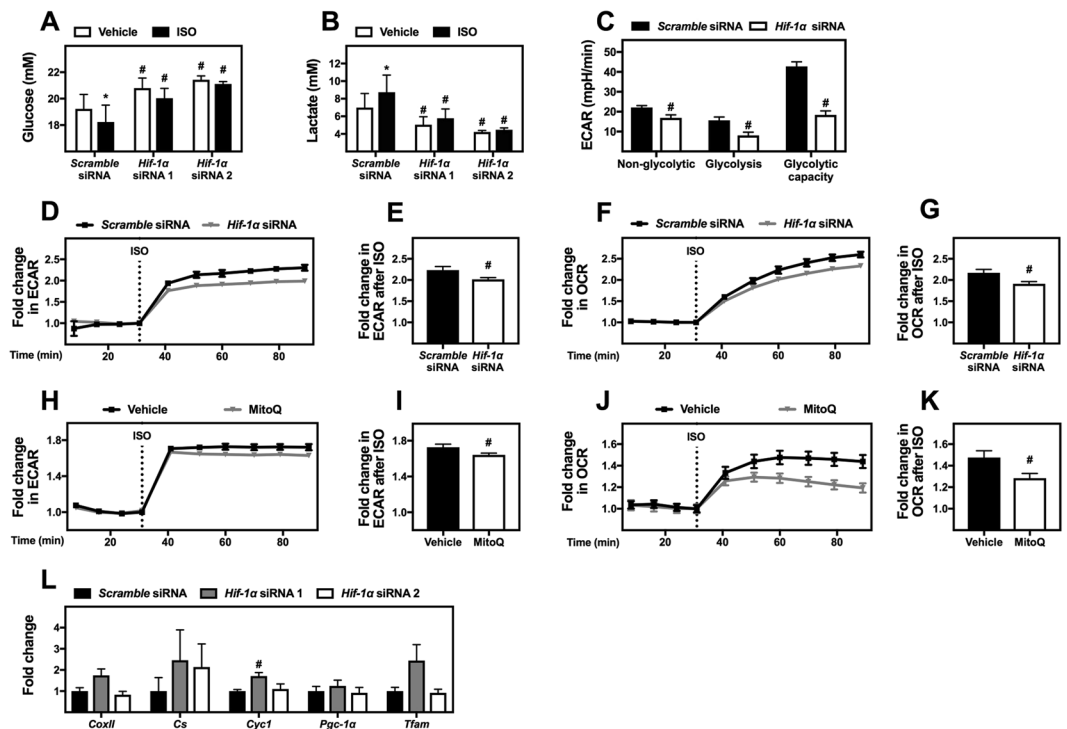 A
Vehicle ISO
Glucose (mM)
22
20
18
*
# #
# #
Scramble siRNA
Hif-1α siRNA 1
Hif-1α siRNA 2
B
Vehicle ISO
Lactate (mM)
12
10
8
6
4
*
# #
# #
Scramble siRNA
Hif-1α siRNA 1
Hif-1α siRNA 2
C
Scramble siRNA Hif-1α siRNA
ECAR (mpH/min)
60
40
20
0
#
#
#
Non-glycolytic Glycolysis Glycolytic capacity
D
Scramble siRNA Hif-1α siRNA
ISO
Fold change in ECAR
2.5
2.0
1.5
1.0
Time (min) 20 40 60 80
E
Fold change in ECAR after ISO
2.5
2.0
1.5
1.0
#
Scramble siRNA
Hif-1α siRNA
F
Scramble siRNA Hif-1α siRNA
ISO
Fold change in OCR
2.5
2.0
1.5
1.0
Time (min) 20 40 60 80
G
Fold change in OCR after ISO
2.5
2.0
1.5
1.0
#
Scramble siRNA
Hif-1α siRNA
H
Vehicle MitoQ
ISO
Fold change in ECAR
1.8
1.4
1.0
Time (min) 20 40 60 80
I
Fold change in ECAR after ISO
1.8
1.4
1.0
#
Vehicle MitoQ
J
Vehicle MitoQ
ISO
Fold change in OCR
1.6
1.4
1.2
1.0
Time (min) 20 40 60 80
K
Fold change in OCR after ISO
1.6
1.4
1.2
1.0
#
Vehicle MitoQ
L
Scramble siRNA Hif-1α siRNA 1 Hif-1α siRNA 2
Fold change
4
3
2
1
#
CoxII Cs Cyc1 Pgc-1α Tfam